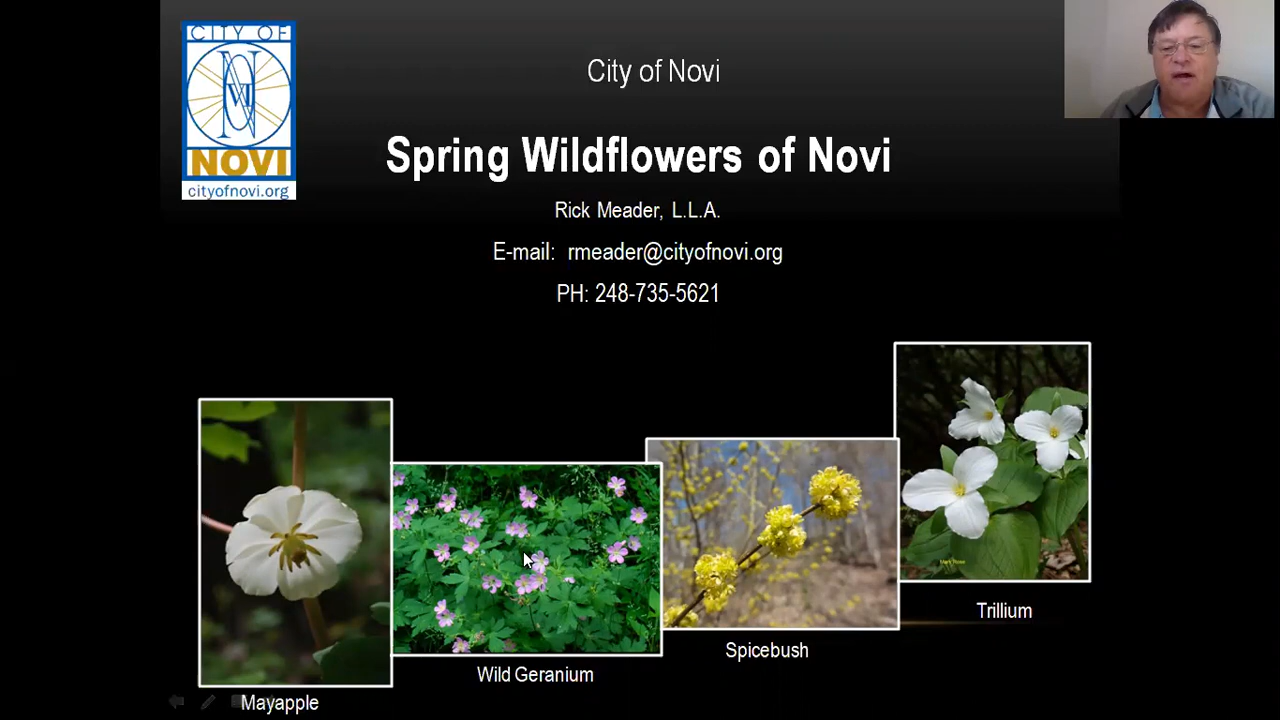 CITY OF
NOVI
cityofnovi.org
City of Novi
Spring Wildflowers of Novi
Rick Meader, L.L.A.
E-mail: rmeader@cityofnovi.org
PH: 248-735-5621
Mayapple
Wild Geranium
Spicebush
Trillium